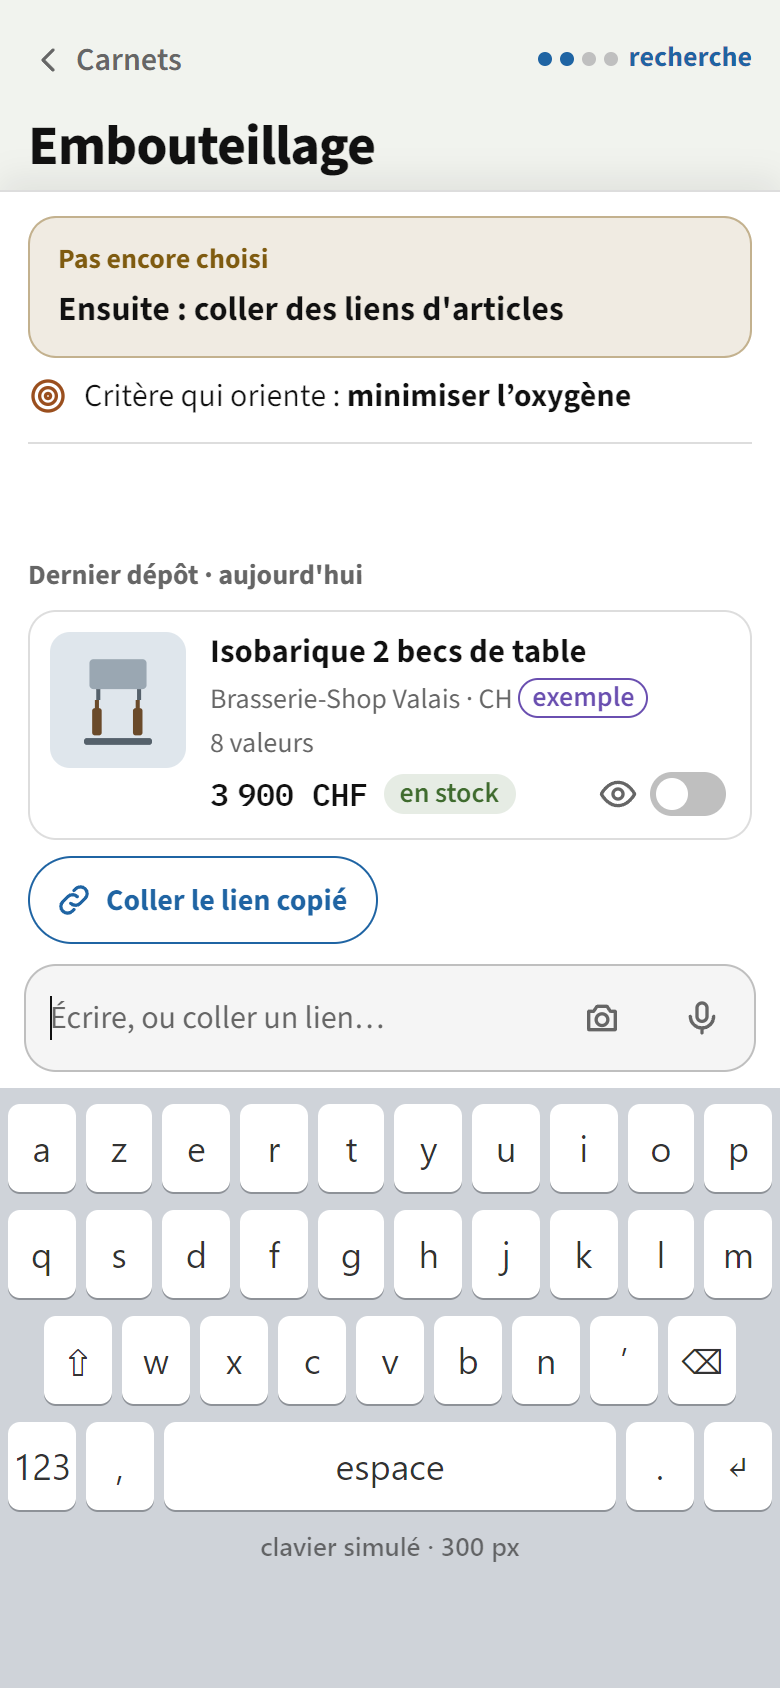 Carnets
recherche
Embouteillage
Pas encore choisi
Ensuite : coller des liens d'articles
Critère qui oriente : minimiser l’oxygène
Dernier dépôt · aujourd'hui
Isobarique 2 becs de table
Brasserie-Shop Valais · CH exemple
8 valeurs
3 900 CHF en stock
Coller le lien copié
Écrire, ou coller un lien…
a z e r t y u i o p
q s d f g h j k l m
⇧ w x c v b n ’ ⌫
123 , espace . ↵
clavier simulé · 300 px